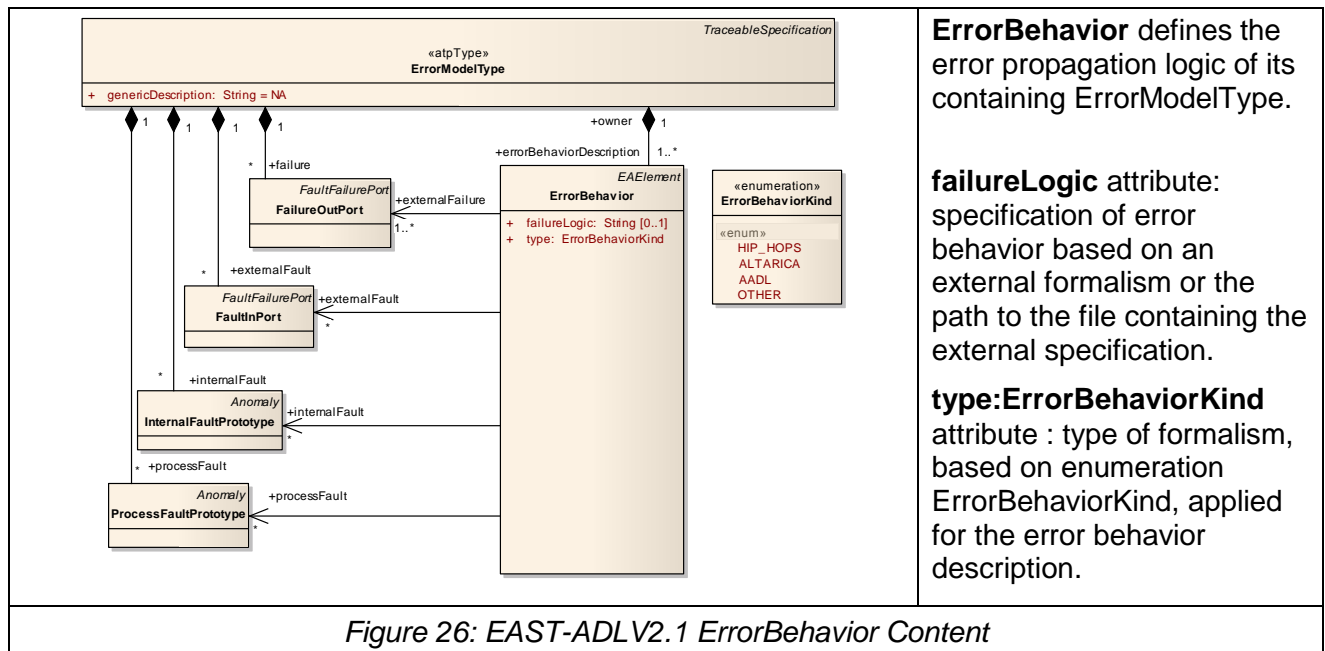 TraceableSpecification
«atpType»
ErrorModelType
+ genericDescription: String = NA
1
1
1
1
+owner
1
+errorBehaviorDescription
1..*
*
+failure
FaultFailurePort
FailureOutPort
+externalFailure
1..*
EAElement
ErrorBehavior
+ failureLogic: String [0..1]
+ type: ErrorBehaviorKind
«enumeration»
ErrorBehaviorKind
«enum»
HIP_HOPS
ALTARICA
AADL
OTHER
*
+externalFault
FaultFailurePort
FaultInPort
+externalFault
*
*
+internalFault
Anomaly
InternalFaultPrototype
+internalFault
*
*
+processFault
Anomaly
ProcessFaultPrototype
+processFault
*
ErrorBehavior defines the
error propagation logic of its
containing ErrorModelType.
failureLogic attribute:
specification of error
behavior based on an
external formalism or the
path to the file containing the
external specification.
type:ErrorBehaviorKind
attribute : type of formalism,
based on enumeration
ErrorBehaviorKind, applied
for the error behavior
description.
Figure 26: EAST-ADLV2.1 ErrorBehavior Content